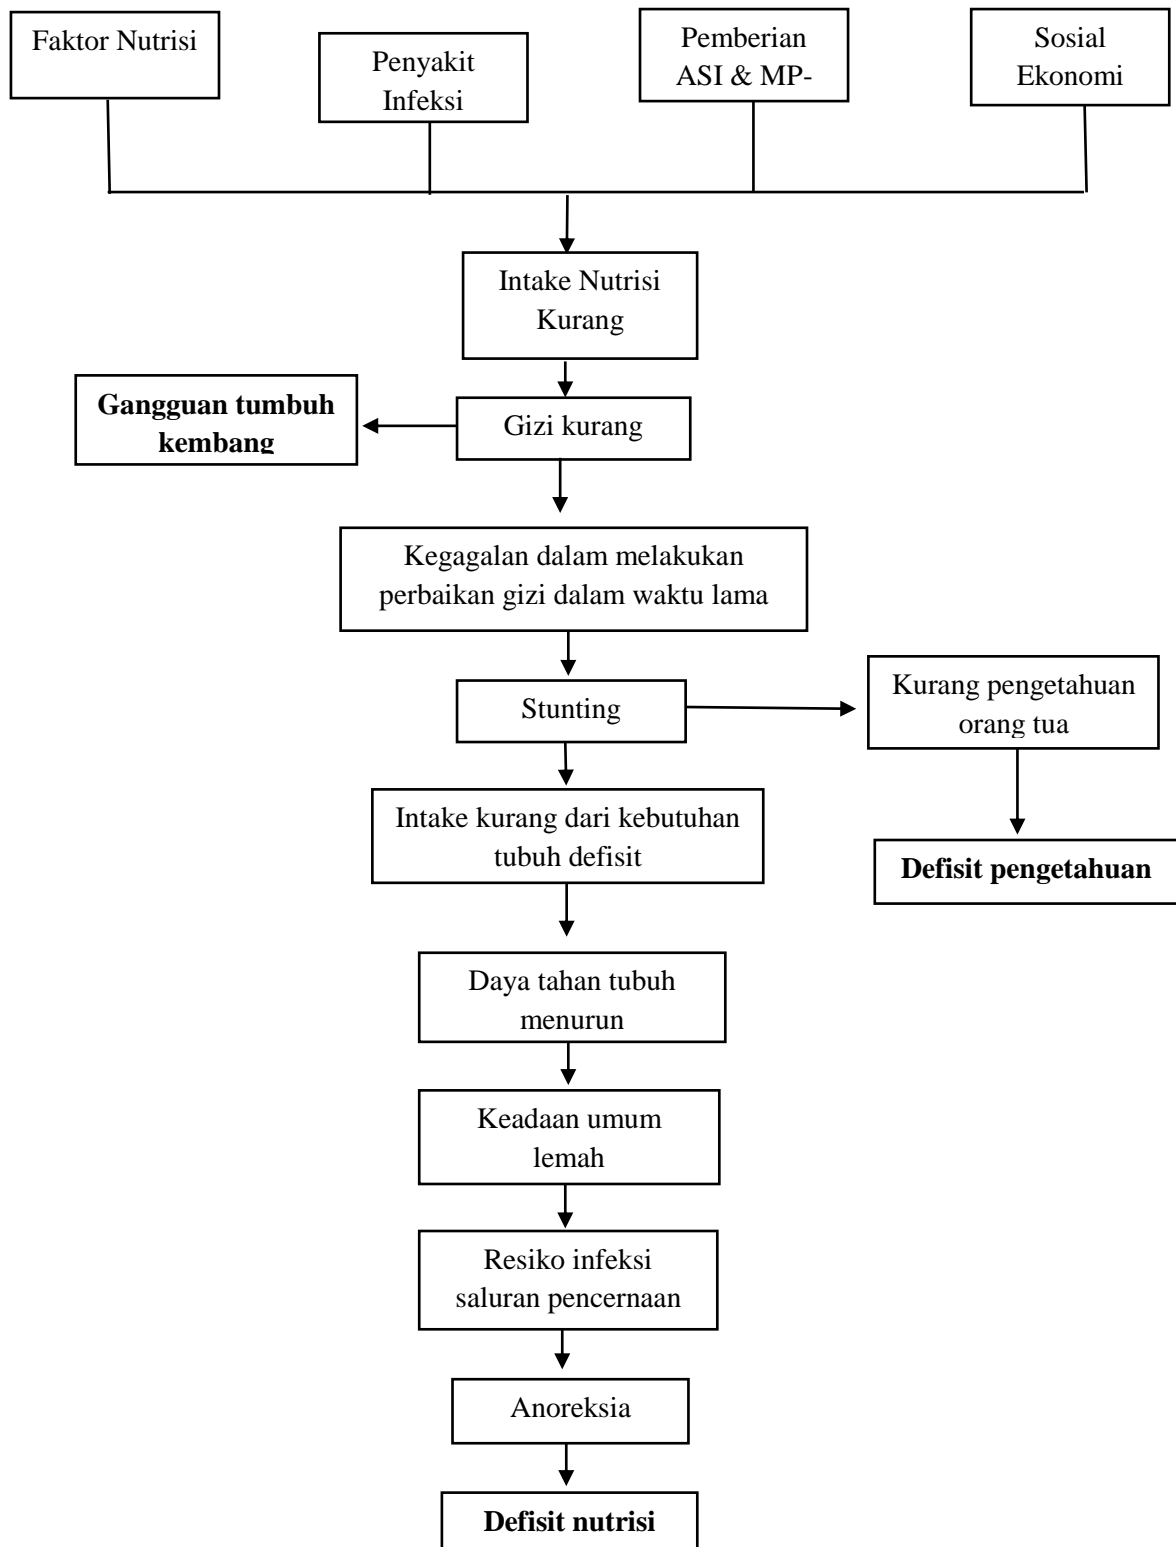 Faktor Nutrisi
Penyakit
Infeksi
Pemberian
ASI & MP-
Sosial
Ekonomi
Intake Nutrisi
Kurang
Gangguan tumbuh
kembang
Gizi kurang
Kegagalan dalam melakukan
perbaikan gizi dalam waktu lama
Stunting
Kurang pengetahuan
orang tua
Intake kurang dari kebutuhan
tubuh defisit
Defisit pengetahuan
Daya tahan tubuh
menurun
Keadaan umum
lemah
Resiko infeksi
saluran pencernaan
Anoreksia
Defisit nutrisi